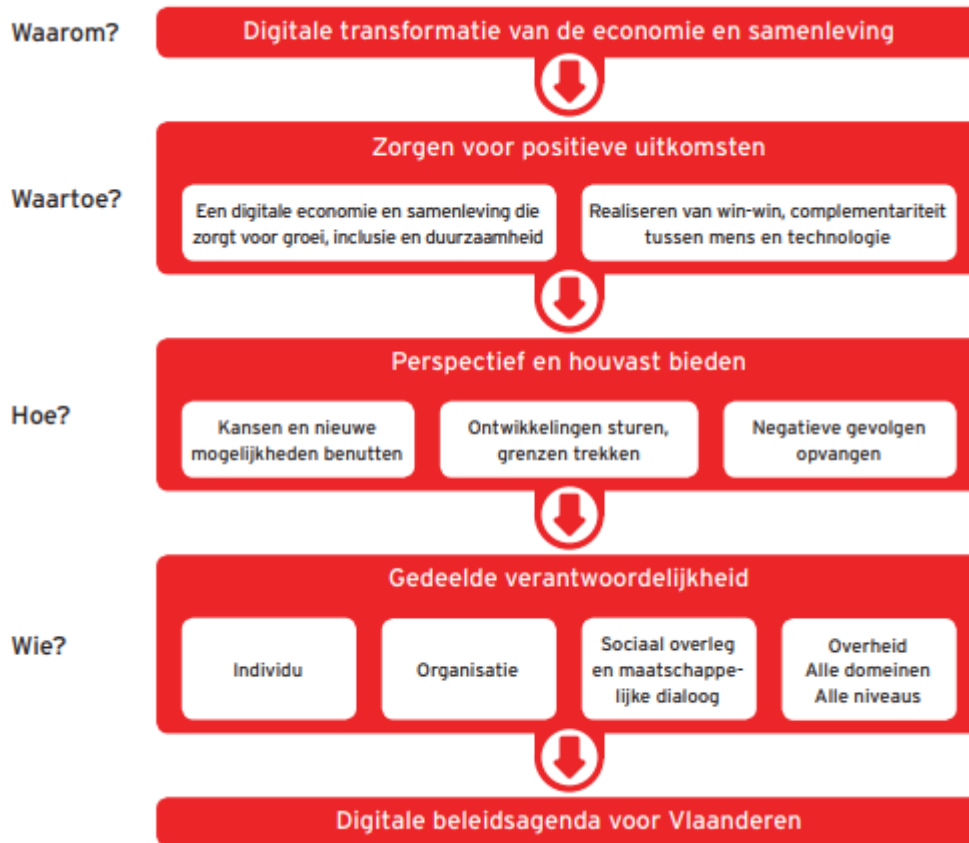 Waarom?
Digitale transformatie van de economie en samenleving
Zorgen voor positieve uitkomsten
Waartoe?
Een digitale economie en samenleving die
zorgt voor groei, inclusie en duurzaamheid
Realiseren van win-win, complementariteit
tussen mens en technologie
Perspectief en houvast bieden
Hoe?
Kansen en nieuwe
mogelijkheden benutten
Ontwikkelingen sturen,
grenzen trekken
Negatieve gevolgen
opvangen
Gedeelde verantwoordelijkheid
Wie?
Individu
Organisatie
Sociaal overleg
en maatschappe-
lijke dialoog
Overheid
Alle domeinen
Alle niveaus
Digitale beleidsagenda voor Vlaanderen